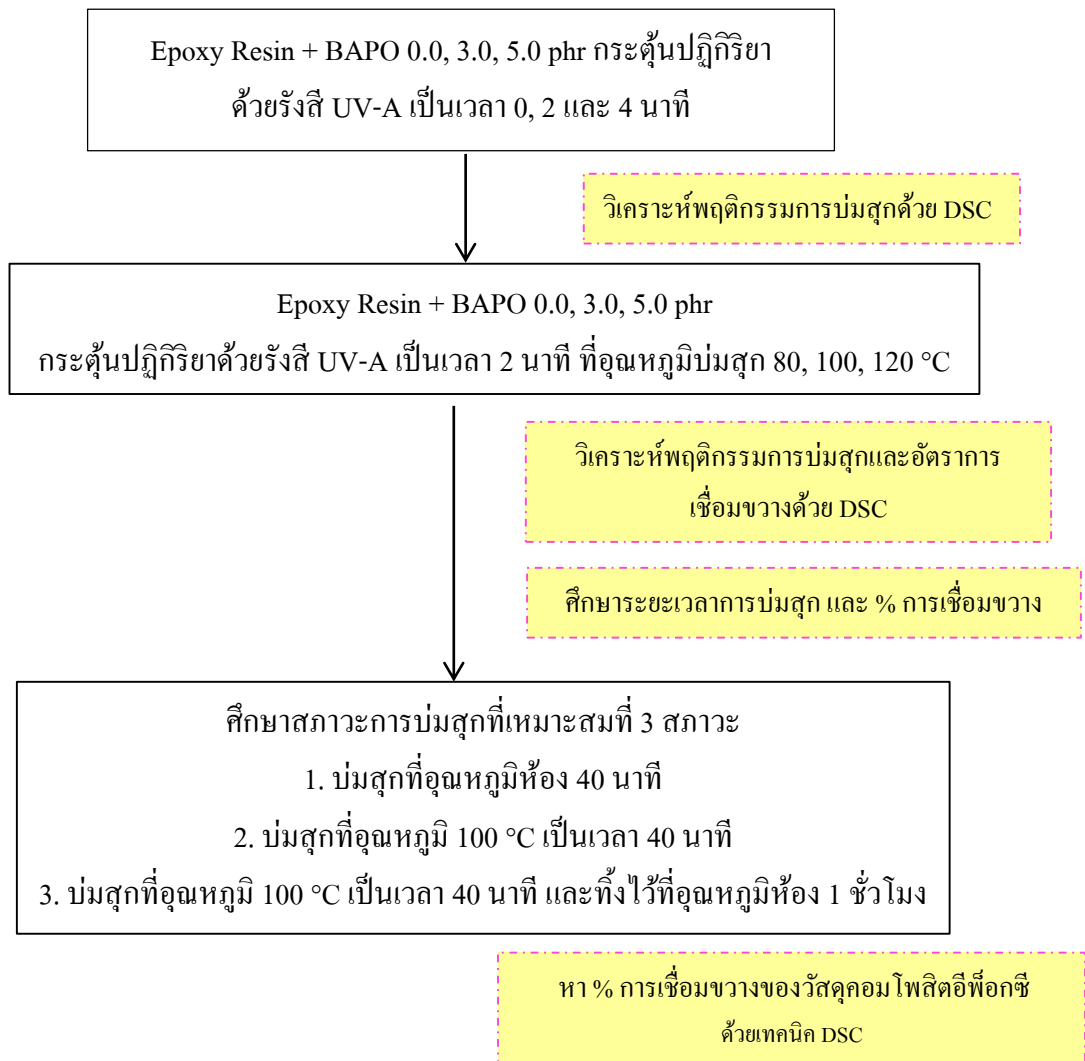 Epoxy Resin + BAPO 0.0, 3.0, 5.0 phr กระตุ้นปฏิกิริยา
ด้วยรังสี UV-A เป็นเวลา 0, 2 และ 4 นาที
วิเคราะห์พฤติกรรมการบ่มสุกด้วย DSC
Epoxy Resin + BAPO 0.0, 3.0, 5.0 phr
กระตุ้นปฏิกิริยาด้วยรังสี UV-A เป็นเวลา 2 นาที ที่อุณหภูมิบ่มสุก 80, 100, 120 °C
วิเคราะห์พฤติกรรมการบ่มสุกและอัตราการ
เชื่อมขวางด้วย DSC
ศึกษาระยะเวลาการบ่มสุก และ % การเชื่อมขวาง
ศึกษาสภาวะการบ่มสุกที่เหมาะสมที่ 3 สภาวะ
1. บ่มสุกที่อุณหภูมิห้อง 40 นาที
2. บ่มสุกที่อุณหภูมิ 100 °C เป็นเวลา 40 นาที
3. บ่มสุกที่อุณหภูมิ 100 °C เป็นเวลา 40 นาที และทิ้งไว้ที่อุณหภูมิห้อง 1 ชั่วโมง
หา % การเชื่อมขวางของวัสดุคอมโพสิตอีพ็อกซี
ด้วยเทคนิค DSC